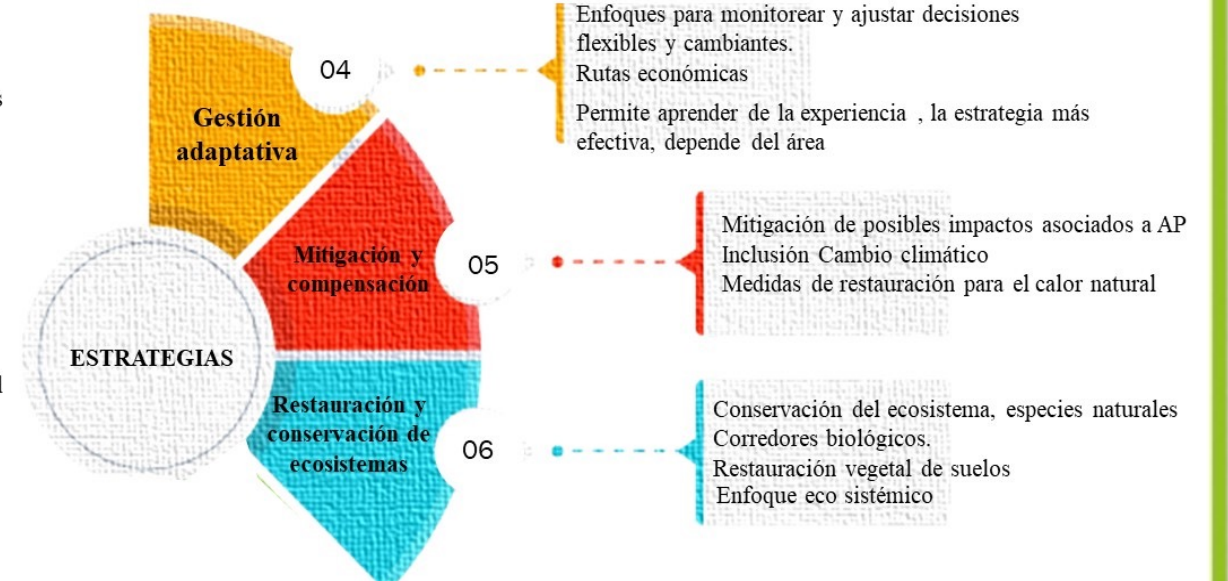 Enfoques para monitorear y ajustar decisiones
flexibles y cambiantes.
Rutas económicas
Permite aprender de la experiencia , la estrategia más
efectiva, depende del área
04
Gestión
adaptativa
s
Mitigación de posibles impactos asociados a AP
Inclusión Cambio climático
Medidas de restauración para el calor natural
05
Mitigación y
compensación
ESTRATEGIAS
Conservación del ecosistema, especies naturales
Corredores biológicos.
Restauración vegetal de suelos
Enfoque eco sistémico
06
Restauración y
conservación de
ecosistemas